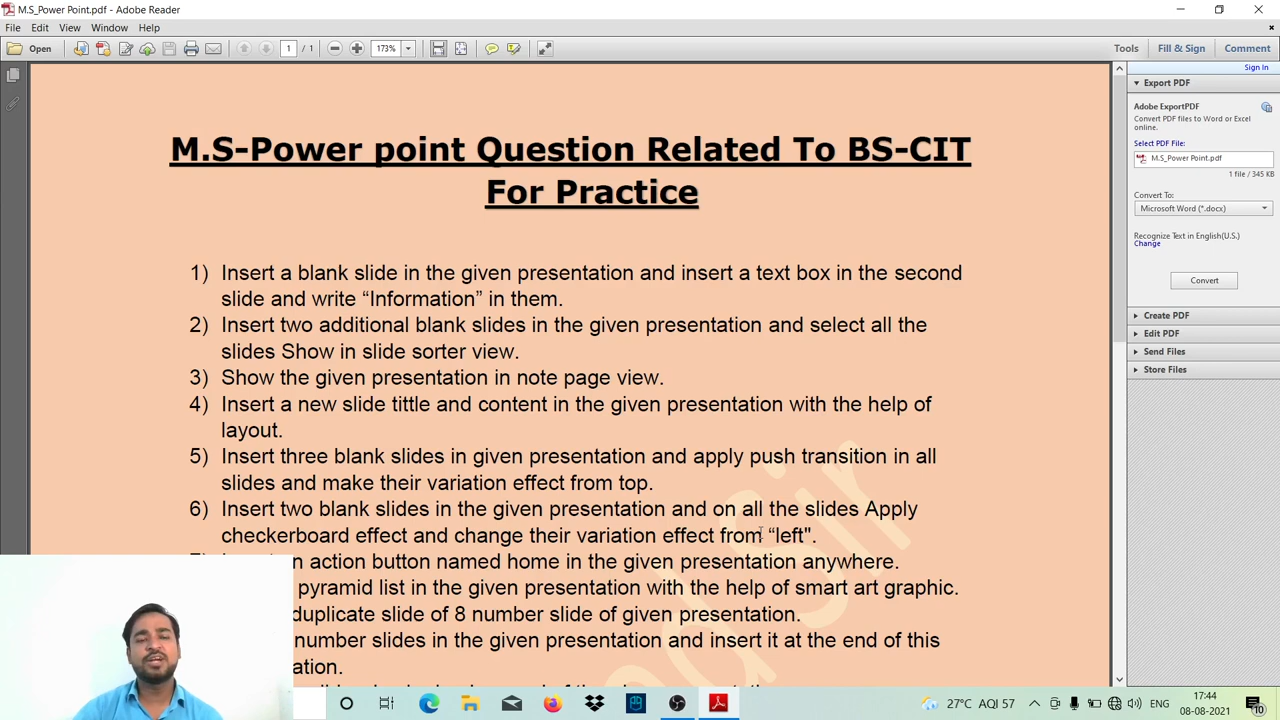 M.S_Power Point.pdf - Adobe Reader
File Edit View Window Help
Open 1 / 1 173% Tools Fill & Sign Comment
Sign In
Export PDF
Adobe ExportPDF
Convert PDF files to Word or Excel
online.
Select PDF File:
M.S_Power Point.pdf
1 file / 345 KB
Convert To:
Microsoft Word (*.docx)
Recognize Text in English(U.S.)
Change
Convert
Create PDF
Edit PDF
Send Files
Store Files
M.S-Power point Question Related To BS-CIT
For Practice
1) Insert a blank slide in the given presentation and insert a text box in the second
slide and write “Information” in them.
2) Insert two additional blank slides in the given presentation and select all the
slides Show in slide sorter view.
3) Show the given presentation in note page view.
4) Insert a new slide tittle and content in the given presentation with the help of
layout.
5) Insert three blank slides in given presentation and apply push transition in all
slides and make their variation effect from top.
6) Insert two blank slides in the given presentation and on all the slides Apply
checkerboard effect and change their variation effect from “left".
n action button named home in the given presentation anywhere.
pyramid list in the given presentation with the help of smart art graphic.
duplicate slide of 8 number slide of given presentation.
number slides in the given presentation and insert it at the end of this
ation.
Sir
27°C AQI 57 ENG
17:44
08-08-2021
10